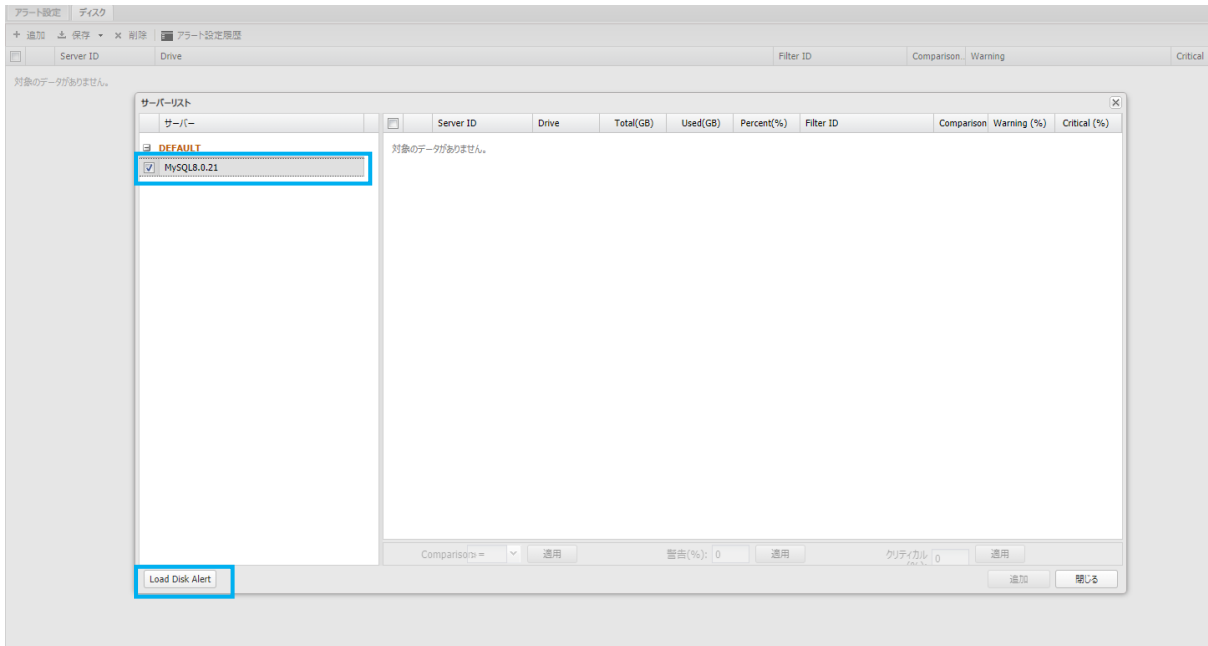 アラート設定 ディスク
+ 追加 保存 × 削除 アラート設定履歴
Server ID Drive Filter ID Comparison... Warning Critical
対象のデータがありません。
サーバーリスト
サーバー Server ID Drive Total(GB) Used(GB) Percent(%) Filter ID Comparison Warning (%) Critical (%)
DEFAULT 対象のデータがありません。
MySQL8.0.21
Comparison >= 適用 警告(%): 0 適用 クリティカル 0 適用
Load Disk Alert 追加 閉じる